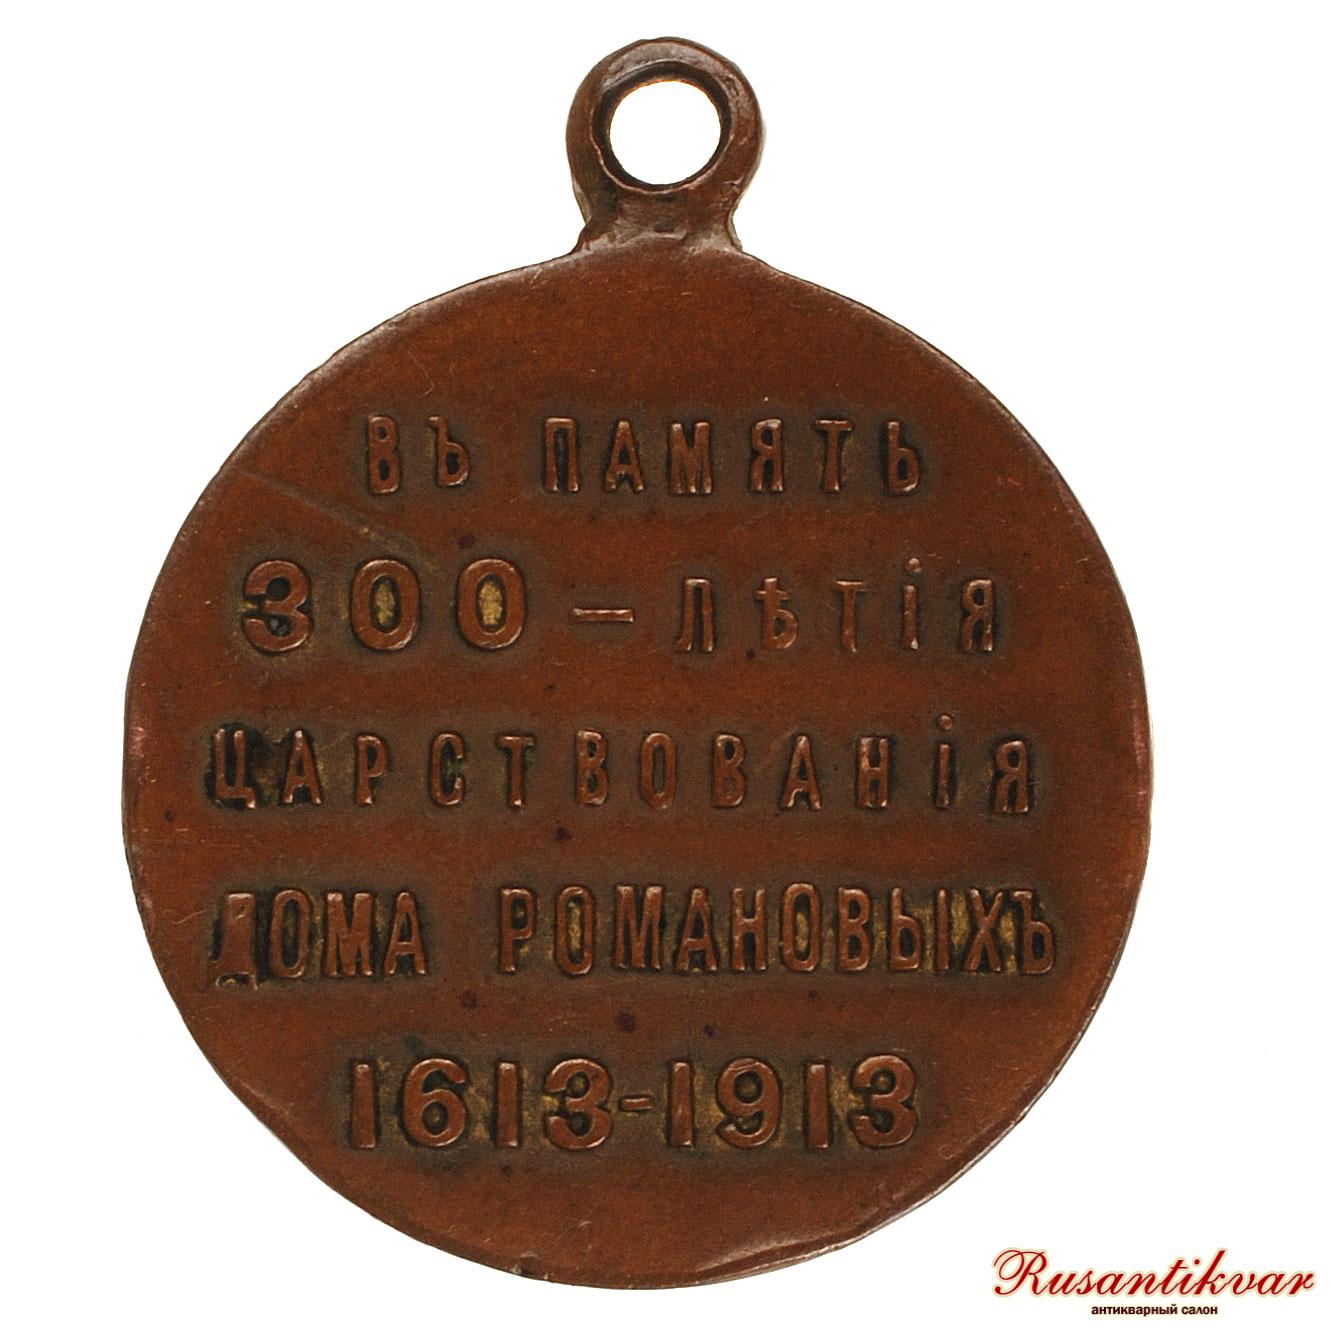 ВЪ ПАМЯТЬ
300 – ЛѢТІЯ
ЦАРСТВОВАНІЯ
ДОМА РОМАНОВЫХЪ
1613-1913
Rusantikvar
антикварный салон